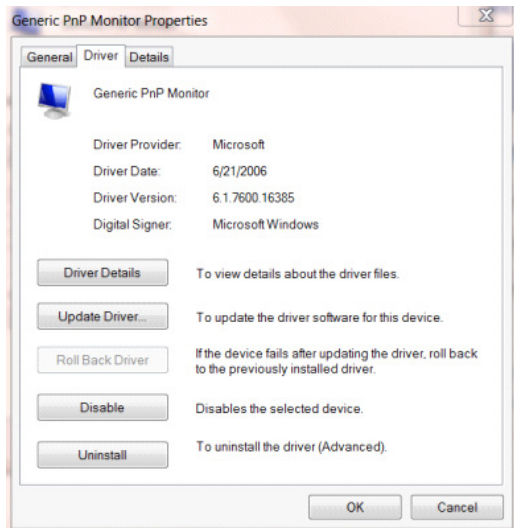 Generic PnP Monitor Properties
General Driver Details
Generic PnP Monitor
Driver Provider: Microsoft
Driver Date: 6/21/2006
Driver Version: 6.1.7600.16385
Digital Signer: Microsoft Windows
Driver Details To view details about the driver files.
Update Driver... To update the driver software for this device.
Roll Back Driver If the device fails after updating the driver, roll back
to the previously installed driver.
Disable Disables the selected device.
Uninstall To uninstall the driver (Advanced).
OK Cancel